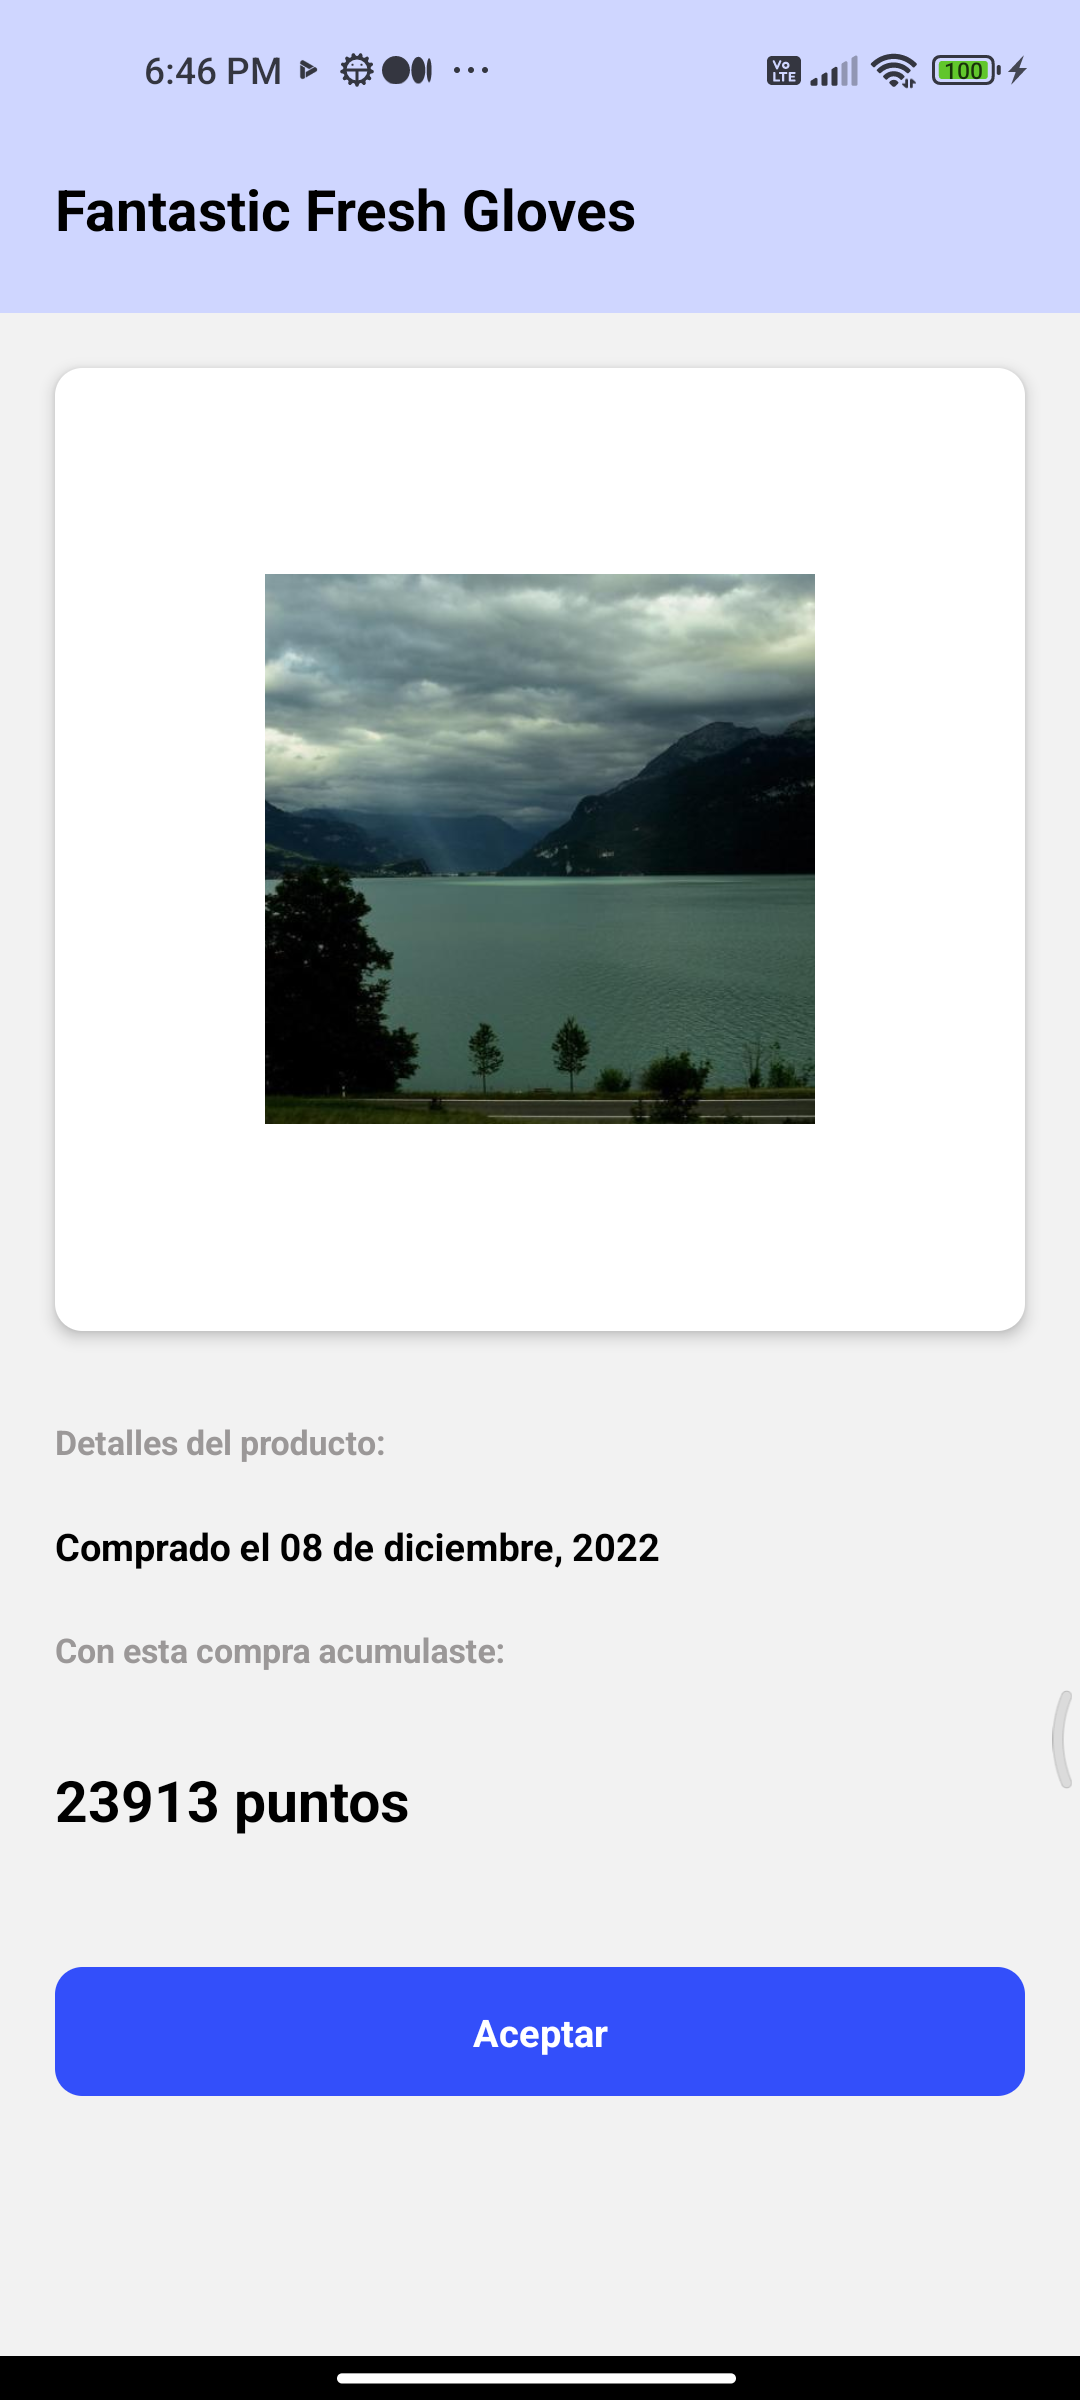 6:46 PM
Vo
LTE
100
Fantastic Fresh Gloves
Detalles del producto:
Comprado el 08 de diciembre, 2022
Con esta compra acumulaste:
23913 puntos
Aceptar